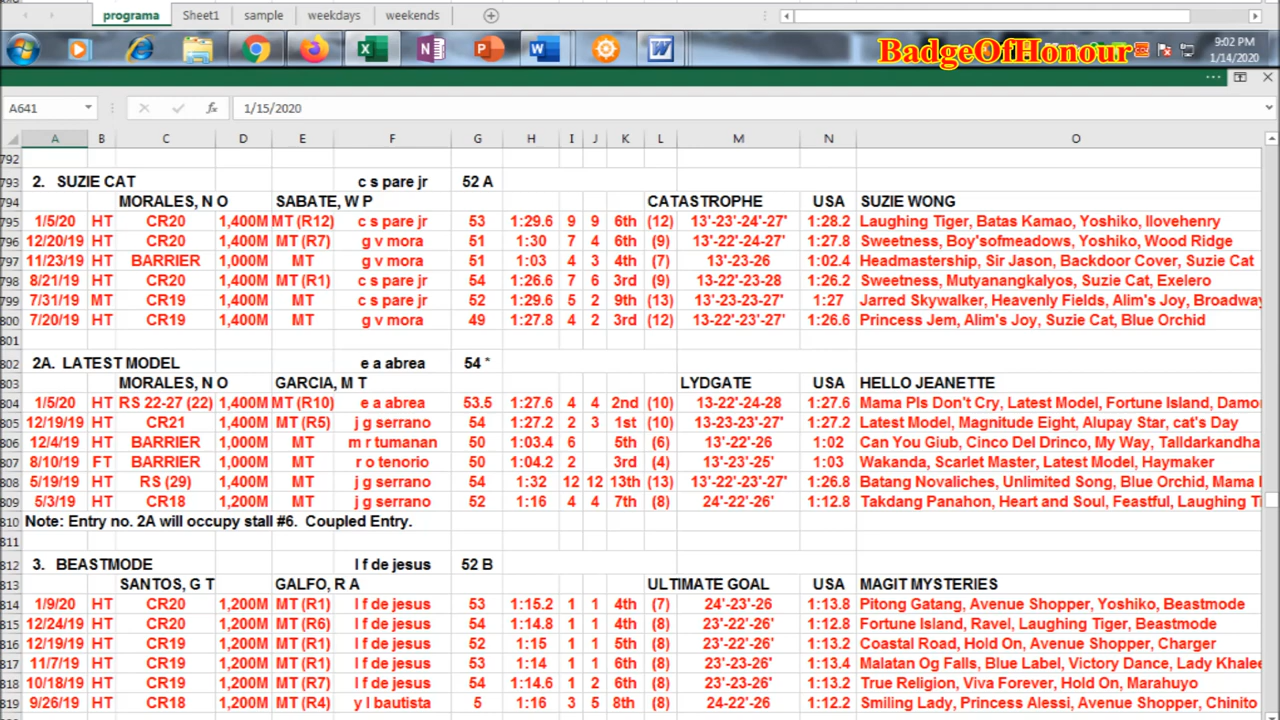 programa Sheet1 sample weekdays weekends
BadgeOfHonour 9:02 PM
1/14/2020
A641 fx 1/15/2020
A B C D E F G H I J K L M N O
792
793 2. SUZIE CAT c s pare jr 52 A
794 MORALES, N O SABATE, W P CATASTROPHE USA SUZIE WONG
795 1/5/20 HT CR20 1,400M MT (R12) c s pare jr 53 1:29.6 9 9 6th (12) 13'-23'-24'-27' 1:28.2 Laughing Tiger, Batas Kamao, Yoshiko, Ilovehenry
796 12/20/19 HT CR20 1,400M MT (R7) g v mora 51 1:30 7 4 6th (9) 13'-22'-24-27' 1:27.8 Sweetness, Boy'sofmeadows, Yoshiko, Wood Ridge
797 11/23/19 HT BARRIER 1,000M MT g v mora 51 1:03 4 3 4th (7) 13'-23-26 1:02.4 Headmastership, Sir Jason, Backdoor Cover, Suzie Cat
798 8/21/19 HT CR20 1,400M MT (R1) c s pare jr 54 1:26.6 7 6 3rd (9) 13-22'-23'-27 1:26.2 Sweetness, Mutyanangkalyos, Suzie Cat, Exelero
799 7/31/19 MT CR19 1,400M MT c s pare jr 52 1:29.6 5 2 9th (13) 13'-23-23-27' 1:27 Jarred Skywalker, Heavenly Fields, Alim's Joy, Broadway
800 7/20/19 HT CR19 1,400M MT g v mora 49 1:27.8 4 2 3rd (12) 13-22'-23'-27' 1:26.6 Princess Jem, Alim's Joy, Suzie Cat, Blue Orchid
801
802 2A. LATEST MODEL e a abrea 54 *
803 MORALES, N O GARCIA, M T LYDGATE USA HELLO JEANETTE
804 1/5/20 HT RS 22-27 (22) 1,400M MT (R10) e a abrea 53.5 1:27.6 4 4 2nd (10) 13-22'-24-28 1:27.6 Mama Pls Don't Cry, Latest Model, Fortune Island, Damor
805 12/19/19 HT CR21 1,400M MT (R5) j g serrano 54 1:27.2 2 3 1st (10) 13-23-23'-27' 1:27.2 Latest Model, Magnitude Eight, Alupay Star, cat's Day
806 12/4/19 HT BARRIER 1,000M MT m r tumanan 50 1:03.4 6 5th (6) 13'-22'-26 1:02 Can You Giub, Cinco Del Drinco, My Way, Talldarkandha
807 8/10/19 FT BARRIER 1,000M MT r o tenorio 50 1:04.2 2 3rd (4) 13'-23'-25' 1:03 Wakanda, Scarlet Master, Latest Model, Haymaker
808 5/19/19 HT RS (29) 1,400M MT j g serrano 54 1:32 12 12 13th (13) 13'-22'-23'-27' 1:26.8 Batang Novaliches, Unlimited Song, Blue Orchid, Mama
809 5/3/19 HT CR18 1,200M MT j g serrano 52 1:16 4 4 7th (8) 24'-22'-26' 1:12.8 Takdang Panahon, Heart and Soul, Feastful, Laughing Ti
810 Note: Entry no. 2A will occupy stall #6. Coupled Entry.
811
812 3. BEASTMODE l f de jesus 52 B
813 SANTOS, G T GALFO, R A ULTIMATE GOAL USA MAGIT MYSTERIES
814 1/9/20 HT CR20 1,200M MT (R1) l f de jesus 53 1:15.2 1 1 4th (7) 24'-23'-26 1:13.8 Pitong Gatang, Avenue Shopper, Yoshiko, Beastmode
815 12/24/19 HT CR20 1,200M MT (R6) l f de jesus 54 1:14.8 1 1 4th (8) 23'-22'-26' 1:13.8 Fortune Island, Ravel, Laughing Tiger, Beastmode
816 12/19/19 HT CR19 1,200M MT (R1) l f de jesus 52 1:15 1 1 5th (8) 23'-22'-26' 1:13.2 Coastal Road, Hold On, Avenue Shopper, Charger
817 11/7/19 HT CR19 1,200M MT (R1) l f de jesus 53 1:14 1 1 6th (8) 23'-23-26' 1:13.4 Malatan Og Falls, Blue Label, Victory Dance, Lady Khalee
818 10/18/19 HT CR19 1,200M MT (R7) l f de jesus 54 1:14.6 1 2 6th (8) 23'-23-26' 1:13.2 True Religion, Viva Forever, Hold On, Marahuyo
819 9/26/19 HT CR19 1,200M MT (R4) y l bautista 5 1:16 3 5 8th (8) 24-22'-26' 1:12.2 Smiling Lady, Princess Alessi, Avenue Shopper, Chinito